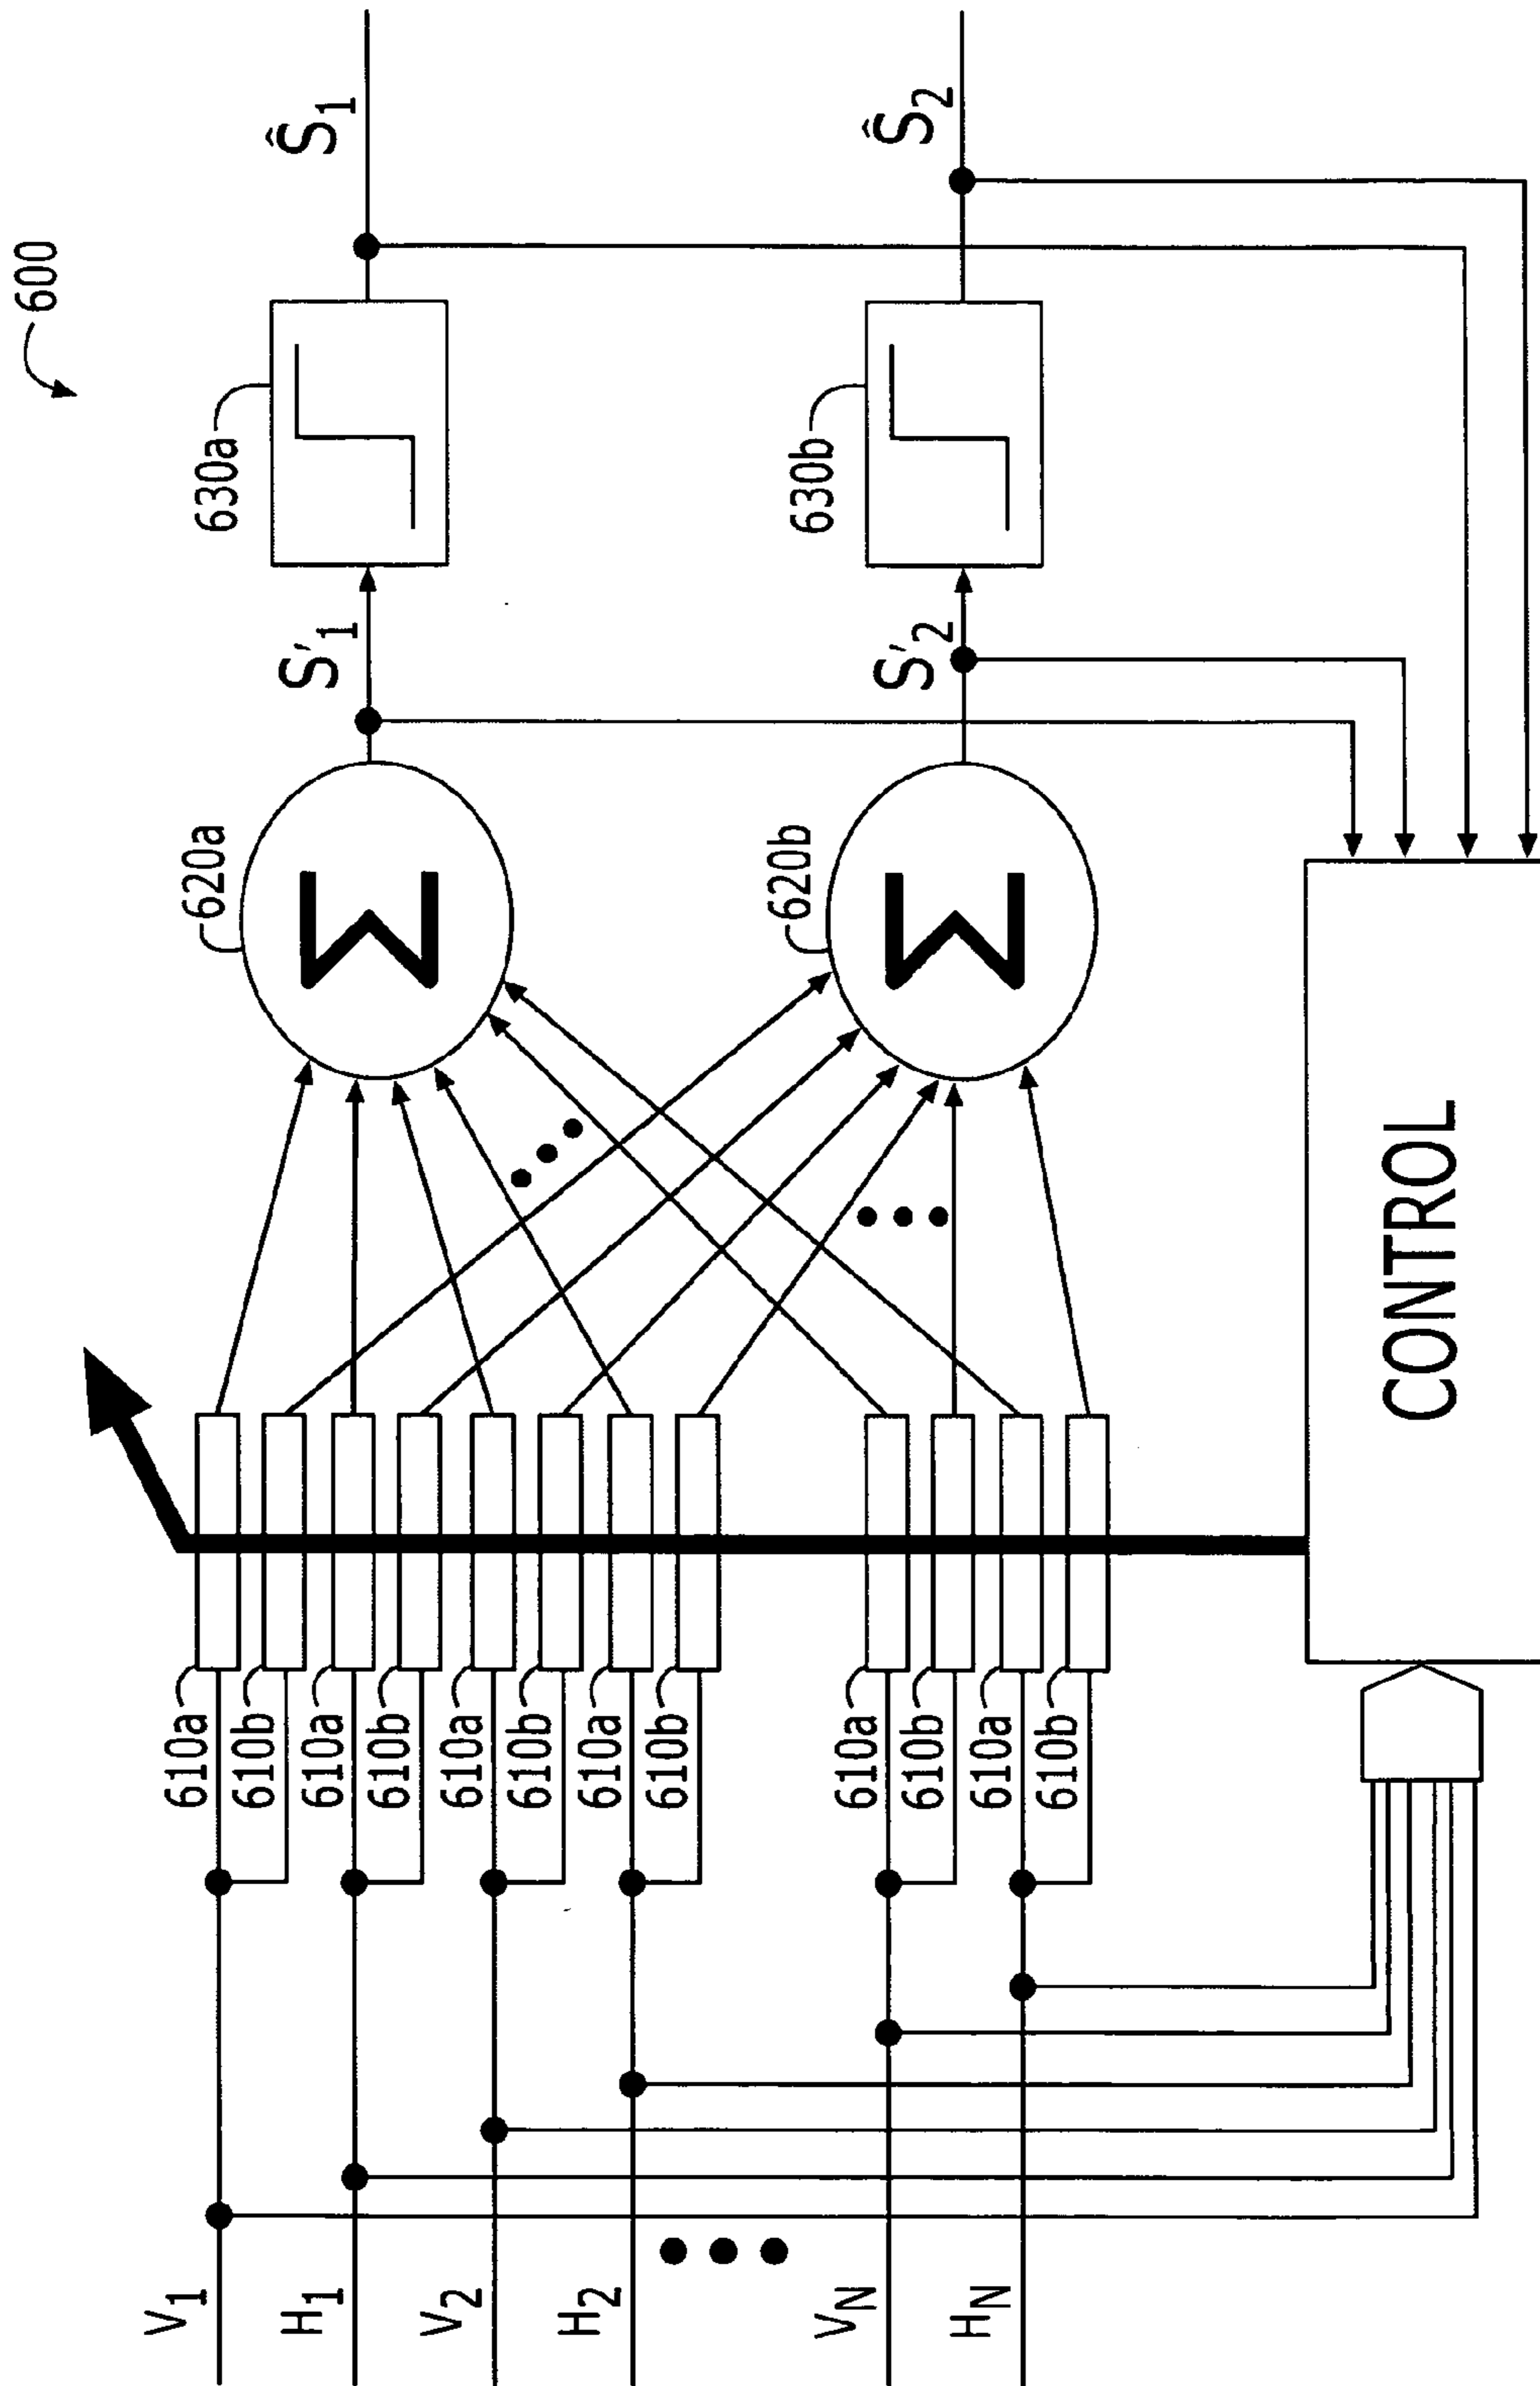 600
V1
H1
V2
H2
VN
HN
610a
610b
610a
610b
610a
610b
610a
610b
610a
610b
610a
610b
620a
Σ
620b
Σ
S'1
S'2
630a
630b
Ŝ1
Ŝ2
CONTROL